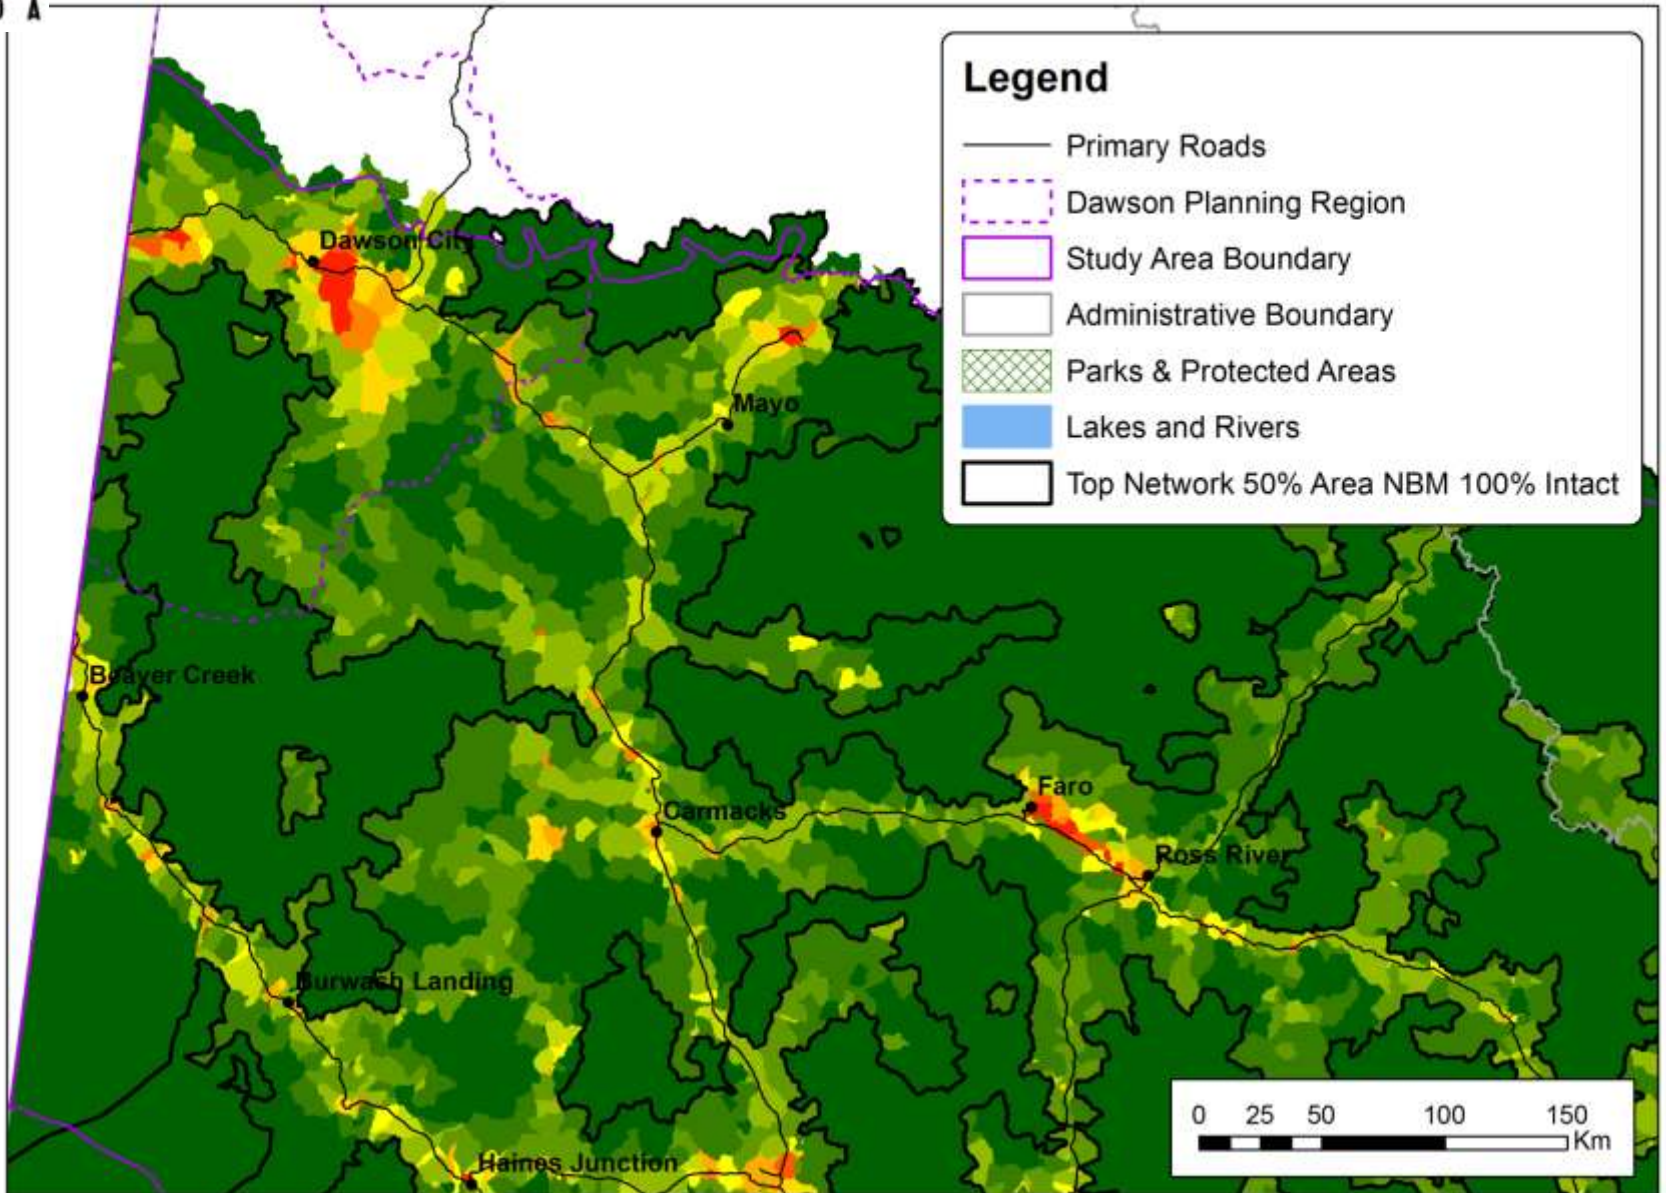 A
Legend
Primary Roads
Dawson Planning Region
Study Area Boundary
Administrative Boundary
Parks & Protected Areas
Lakes and Rivers
Top Network 50% Area NBM 100% Intact
Dawson City
Mayo
Beaver Creek
Faro
Carmacks
Ross River
Burwash Landing
Haines Junction
0 25 50 100 150
Km